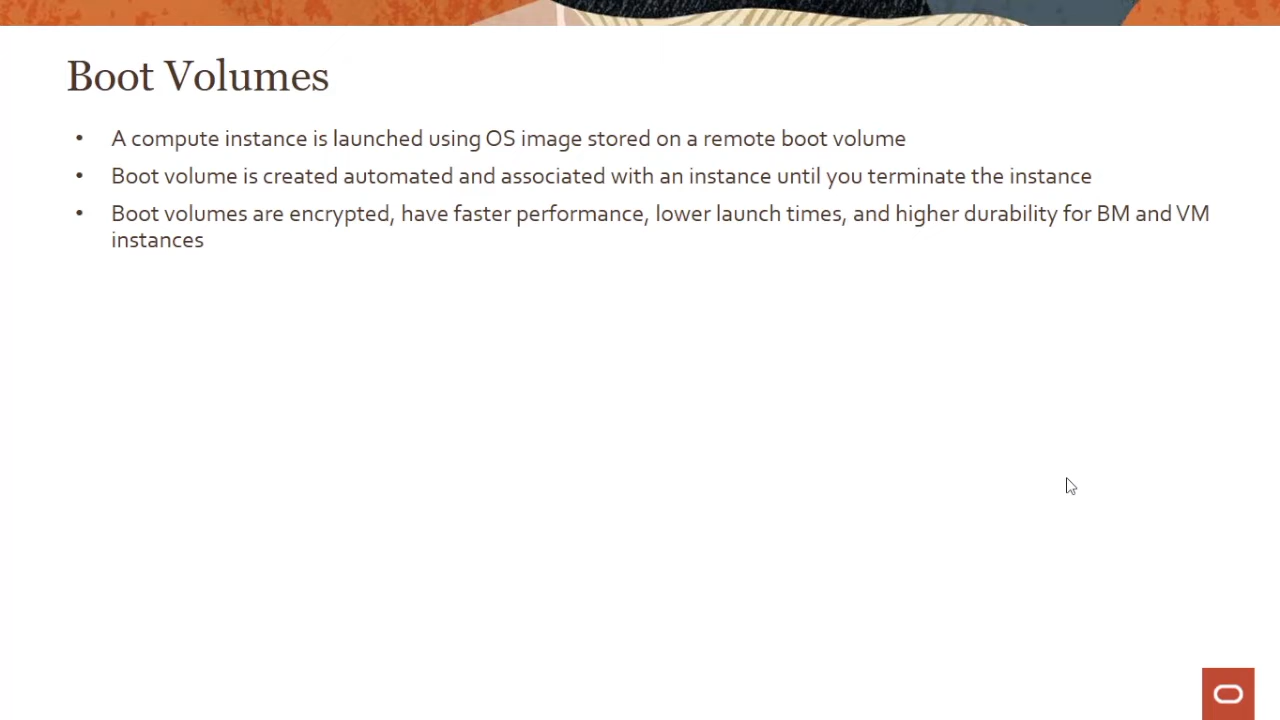 Boot Volumes
• A compute instance is launched using OS image stored on a remote boot volume
• Boot volume is created automated and associated with an instance until you terminate the instance
• Boot volumes are encrypted, have faster performance, lower launch times, and higher durability for BM and VM
instances